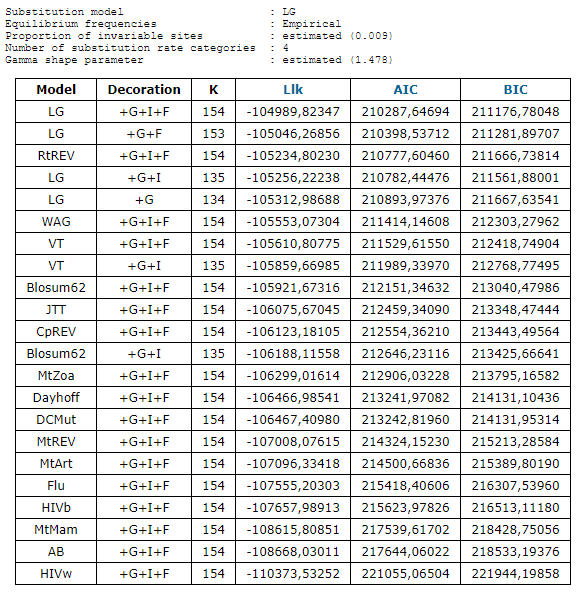 Substitution model : LG
Equilibrium frequencies : Empirical
Proportion of invariable sites : estimated (0.009)
Number of substitution rate categories : 4
Gamma shape parameter : estimated (1.478)
Model Decoration K Llk AIC BIC
LG +G+I+F 154 -104989,82347 210287,64694 211176,78048
LG +G+F 153 -105046,26856 210398,53712 211281,89707
RtREV +G+I+F 154 -105234,80230 210777,60460 211666,73814
LG +G+I 135 -105256,22238 210782,44476 211561,88001
LG +G 134 -105312,98688 210893,97376 211667,63541
WAG +G+I+F 154 -105553,07304 211414,14608 212303,27962
VT +G+I+F 154 -105610,80775 211529,61550 212418,74904
VT +G+I 135 -105859,66985 211989,33970 212768,77495
Blosum62 +G+I+F 154 -105921,67316 212151,34632 213040,47986
JTT +G+I+F 154 -106075,67045 212459,34090 213348,47444
CpREV +G+I+F 154 -106123,18105 212554,36210 213443,49564
Blosum62 +G+I 135 -106188,11558 212646,23116 213425,66641
MtZoa +G+I+F 154 -106299,01614 212906,03228 213795,16582
Dayhoff +G+I+F 154 -106466,98541 213241,97082 214131,10436
DCMut +G+I+F 154 -106467,40980 213242,81960 214131,95314
MtREV +G+I+F 154 -107008,07615 214324,15230 215213,28584
MtArt +G+I+F 154 -107096,33418 214500,66836 215389,80190
Flu +G+I+F 154 -107555,20303 215418,40606 216307,53960
HIVb +G+I+F 154 -107657,98913 215623,97826 216513,11180
MtMam +G+I+F 154 -108615,80851 217539,61702 218428,75056
AB +G+I+F 154 -108668,03011 217644,06022 218533,19376
HIVw +G+I+F 154 -110373,53252 221055,06504 221944,19858